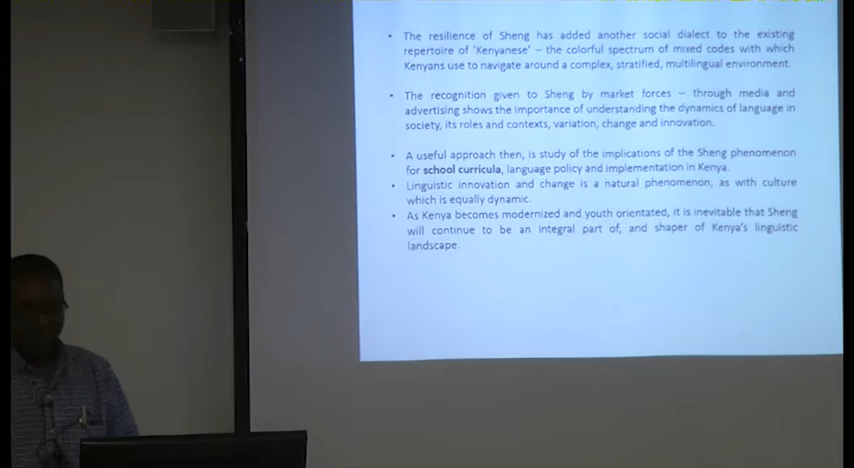 • The resilience of Sheng has added another social dialect to the existing
repertoire of 'Kenyanese' – the colorful spectrum of mixed codes with which
Kenyans use to navigate around a complex, stratified, multilingual environment.
• The recognition given to Sheng by market forces – through media and
advertising shows the importance of understanding the dynamics of language in
society, its roles and contexts, variation, change and innovation.
• A useful approach then, is study of the implications of the Sheng phenomenon
for school curricula, language policy and implementation in Kenya.
• Linguistic innovation and change is a natural phenomenon, as with culture
which is equally dynamic.
• As Kenya becomes modernized and youth orientated, it is inevitable that Sheng
will continue to be an integral part of, and shaper of Kenya's linguistic
landscape.